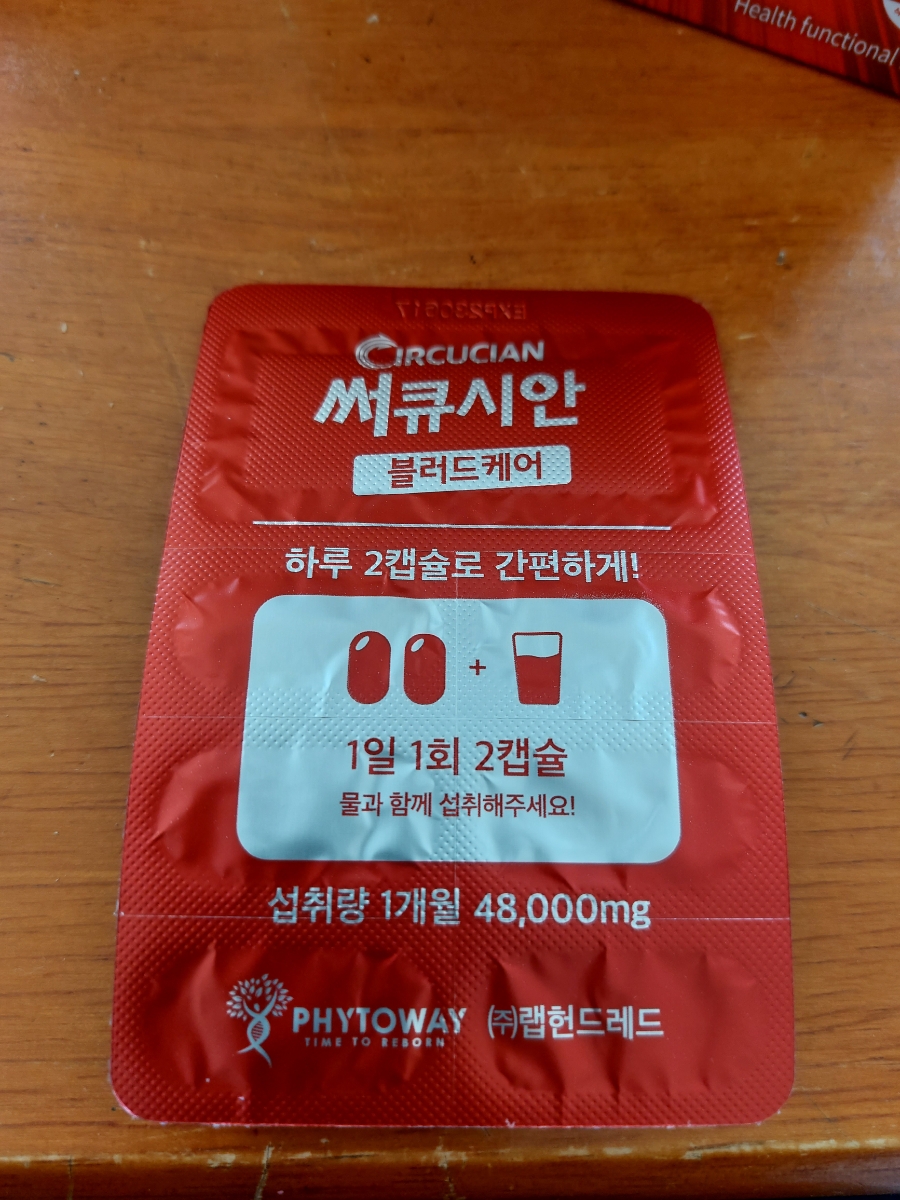 Health functional
EXP230917
CIRCUCIAN
써큐시안
블러드케어
하루 2캡슐로 간편하게!
+
1일 1회 2캡슐
물과 함께 섭취해주세요!
섭취량 1개월 48,000mg
PHYTOWAY ㈜랩헌드레드
TIME TO REBORN